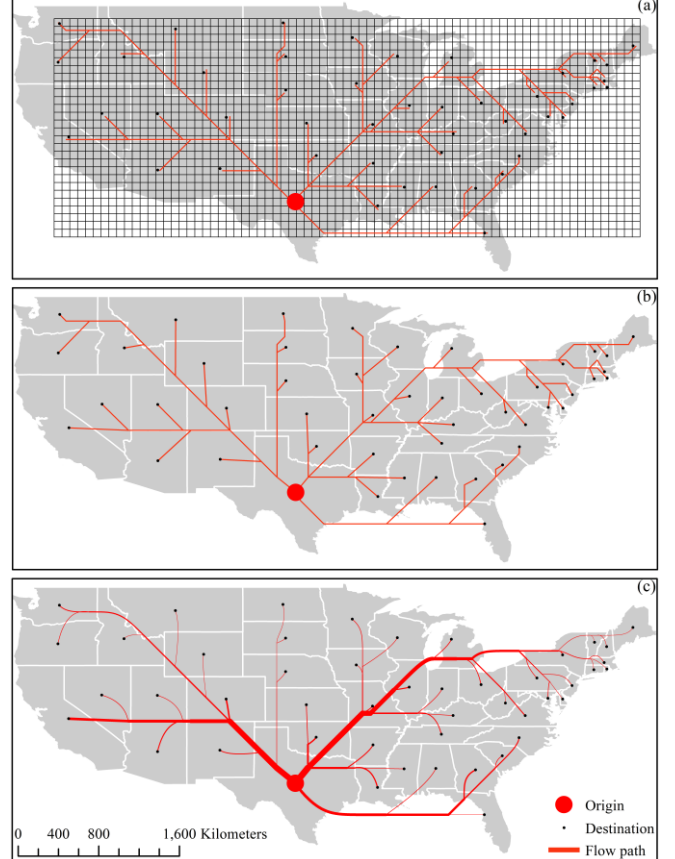 (a)
(b)
(c)
Origin
Destination
Flow path
0 400 800 1,600 Kilometers